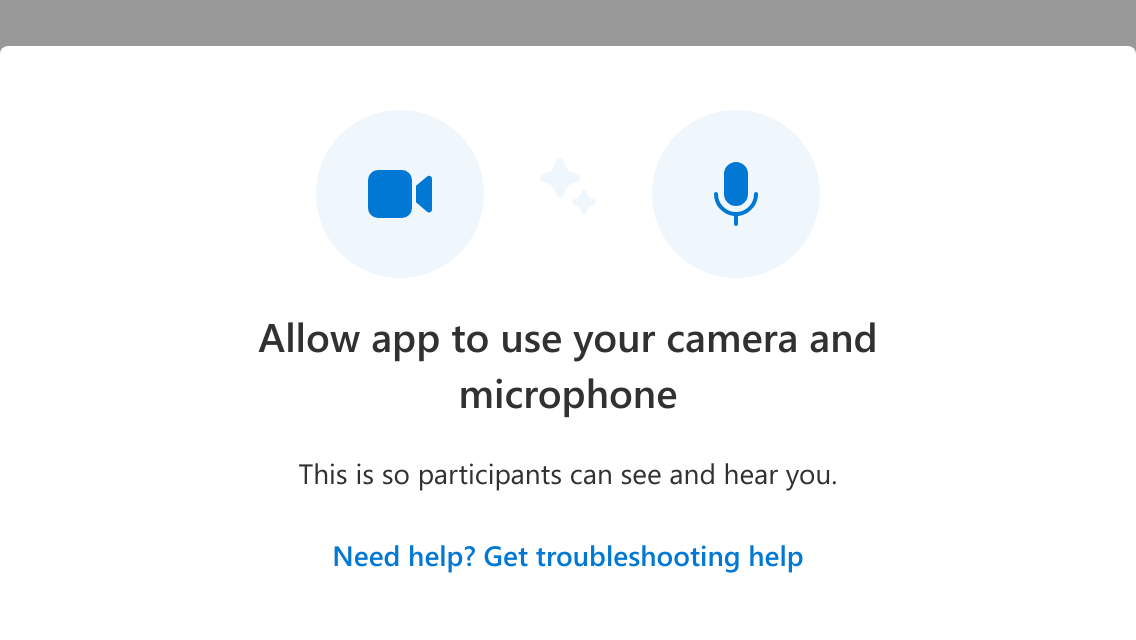 Allow app to use your camera and
microphone
This is so participants can see and hear you.
Need help? Get troubleshooting help